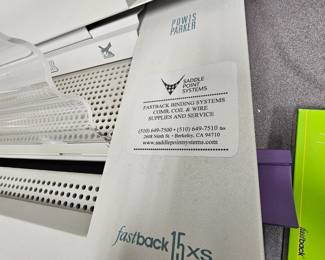 POWIS
PARKER
SADDLE
POINT
SYSTEMS
FASTBACK BINDING SYSTEMS
COMB, COIL & WIRE
SUPPLIES AND SERVICE
(510) 649-7500 • (510) 649-7510 fax
2608 Ninth St • Berkeley, CA 94710
www.saddlepointsystems.com
fastback 15xs
fastback